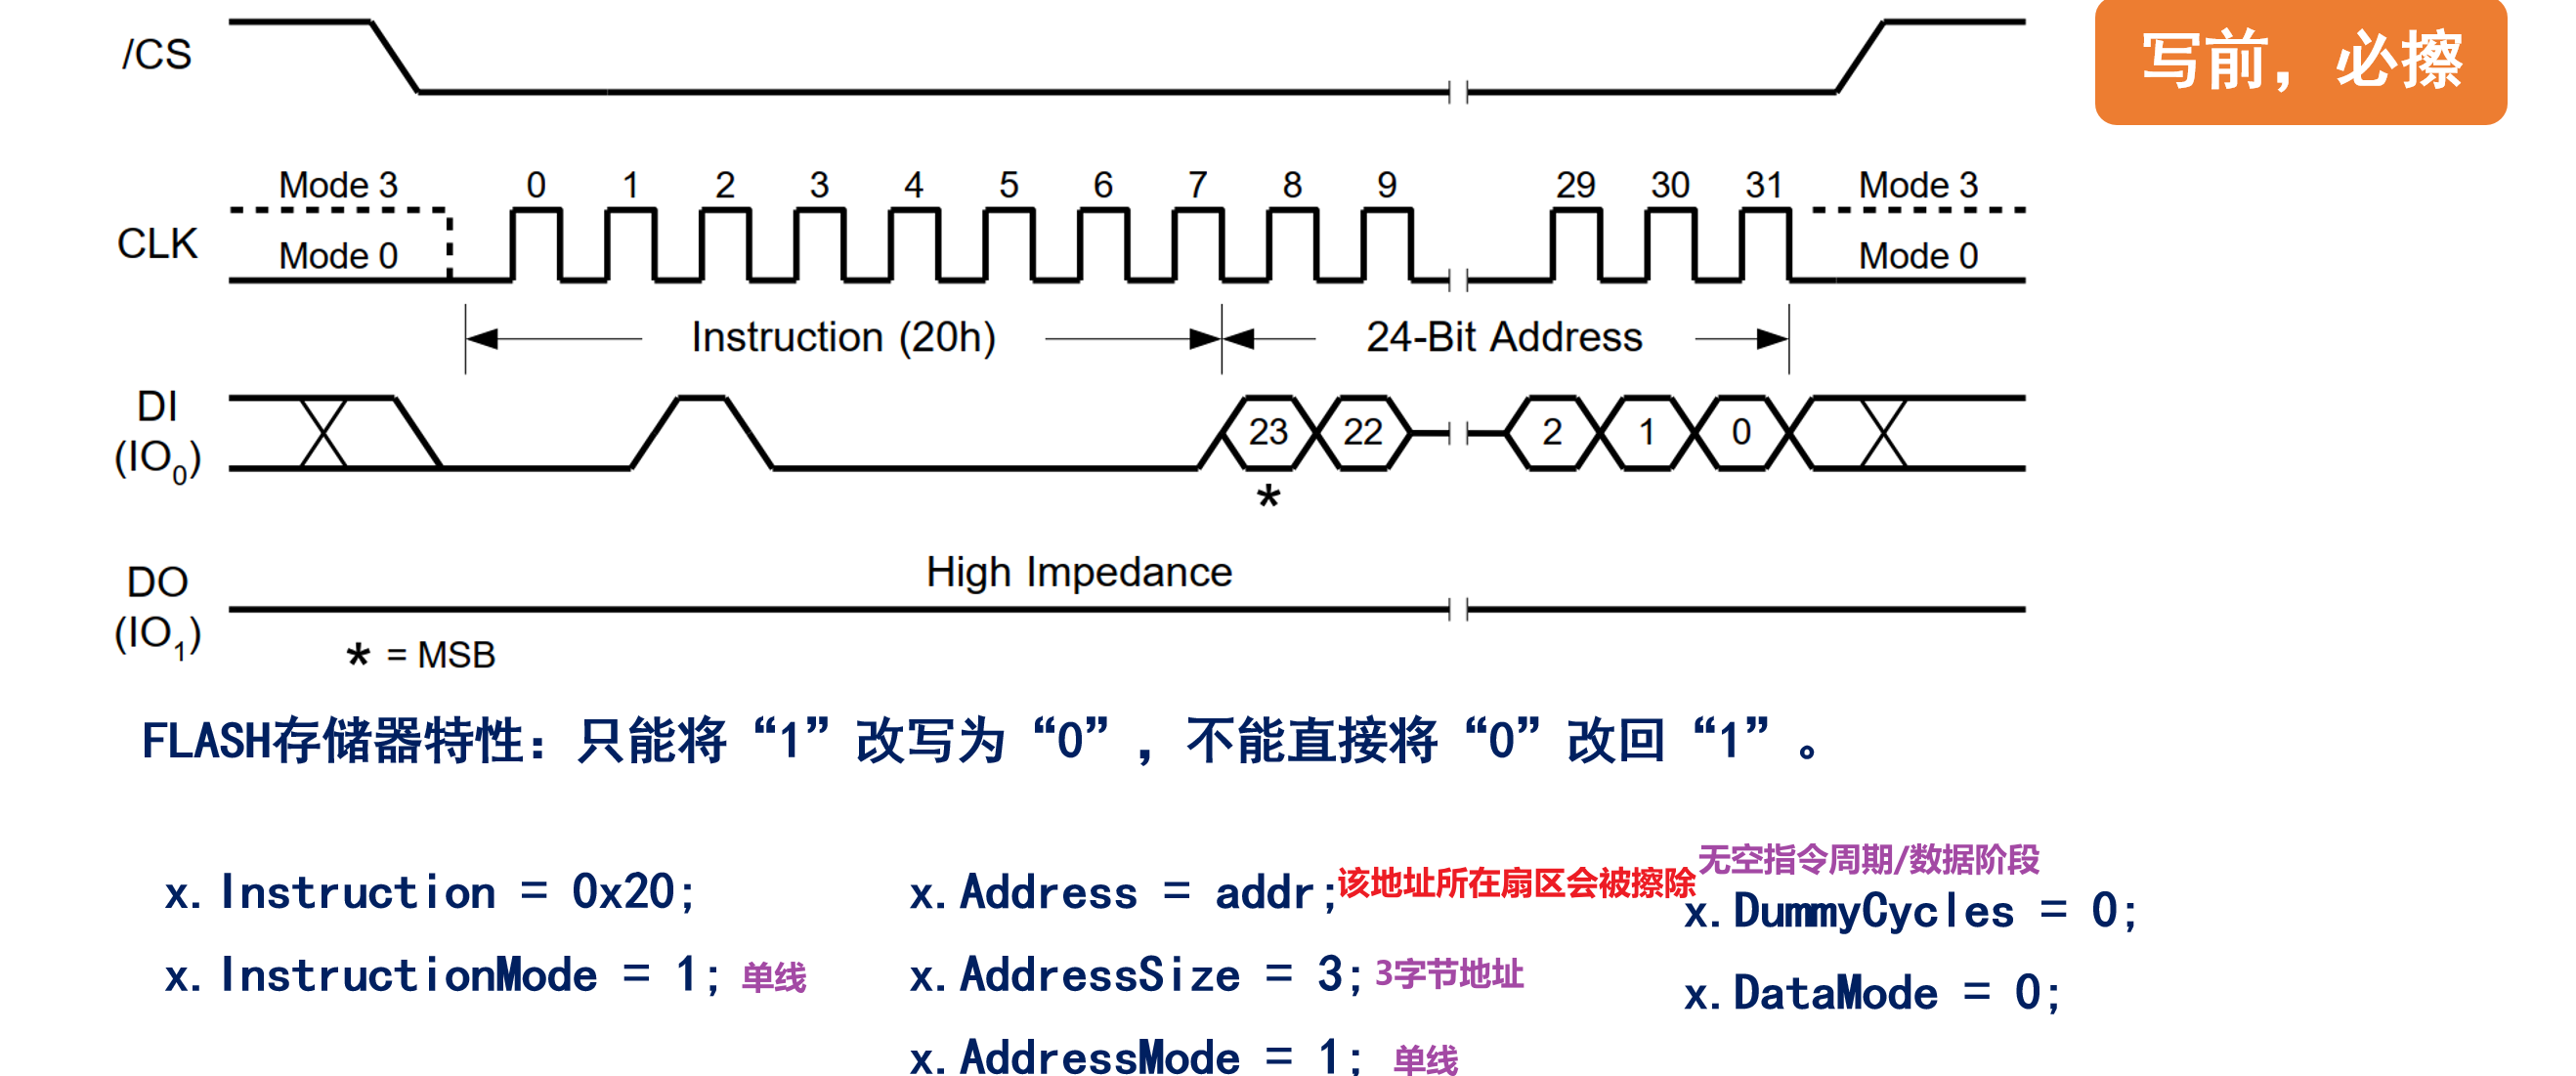 写前，必擦
/CS
Mode 3
0 1 2 3 4 5 6 7 8 9 29 30 31
Mode 3
CLK
Mode 0
Mode 0
Instruction (20h)
24-Bit Address
DI
(IO0)
23 22 2 1 0
*
High Impedance
DO
(IO1)
* = MSB
FLASH存储器特性：只能将“1”改写为“0”，不能直接将“0”改回“1”。
x.Instruction = 0x20;
x.InstructionMode = 1; 单线
x.Address = addr;该地址所在扇区会被擦除
x.AddressSize = 3; 3字节地址
x.AddressMode = 1; 单线
无空指令周期/数据阶段
x.DummyCycles = 0;
x.DataMode = 0;